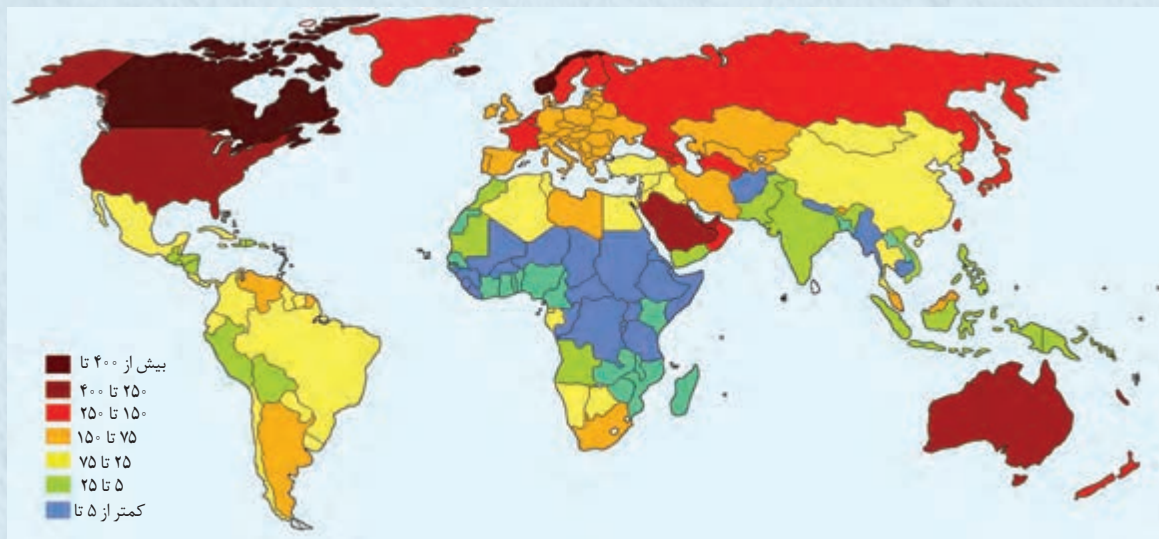 بیش از ۴۰۰ تا
۲۵۰ تا ۴۰۰
۱۵۰ تا ۲۵۰
۷۵ تا ۱۵۰
۲۵ تا ۷۵
۵ تا ۲۵
کمتر از ۵ تا